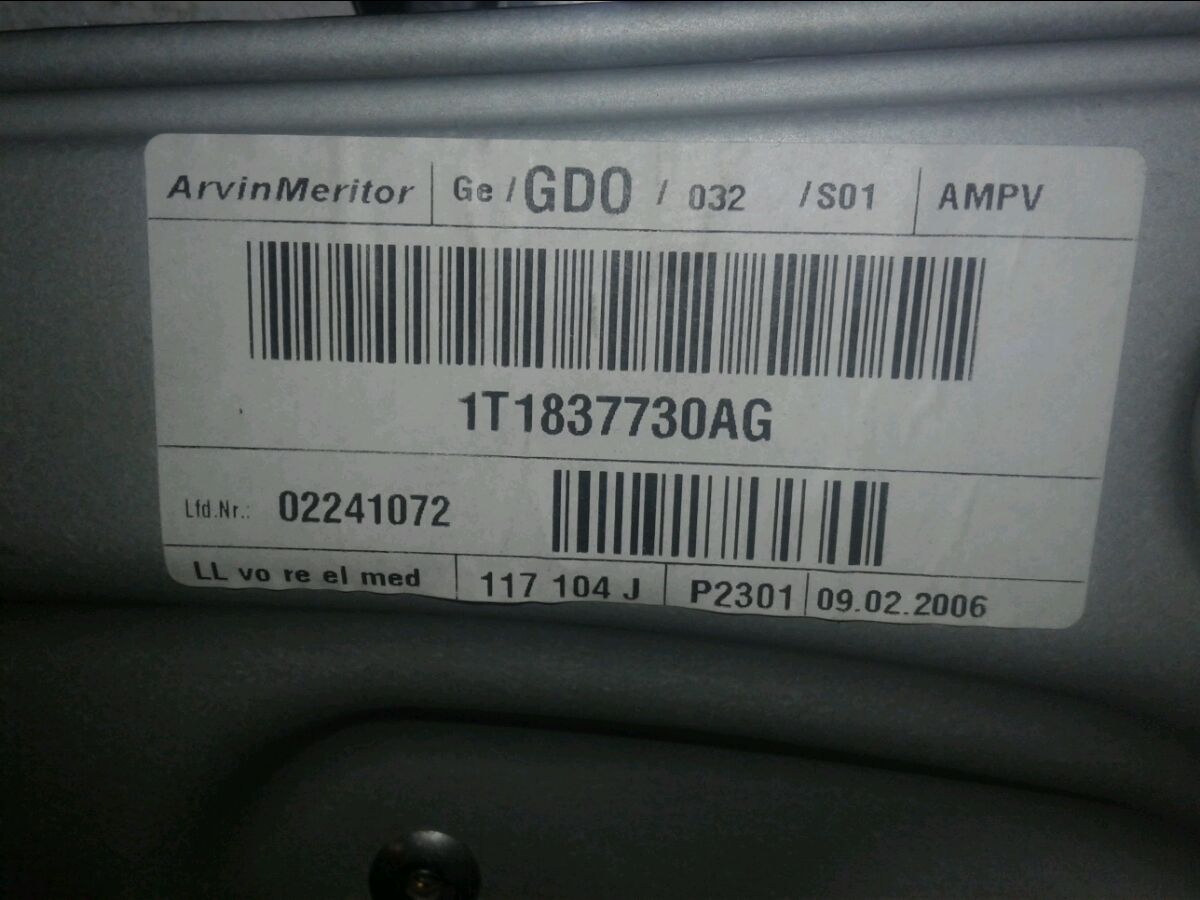 ArvinMeritor Ge / GDO / 032 / S01 AMPV
1T1837730AG
Lfd.Nr.: 02241072
LL vo re el med 117 104 J P2301 09.02.2006